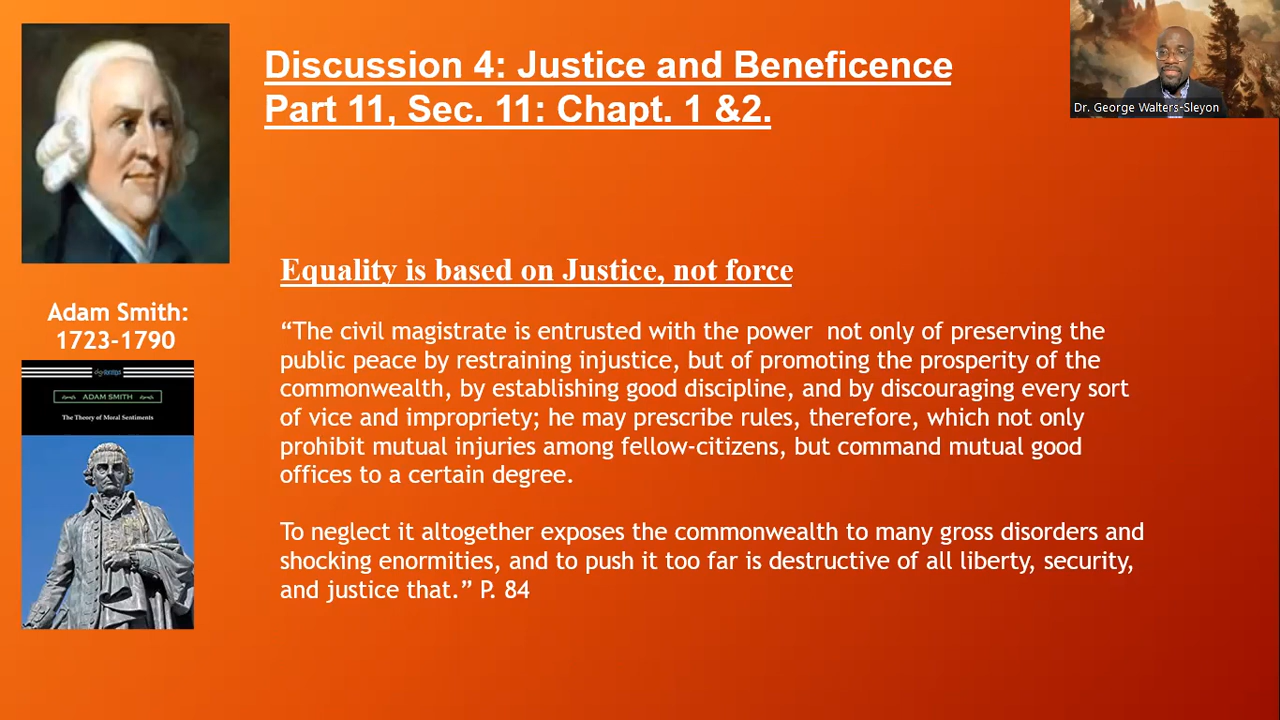 Discussion 4: Justice and Beneficence
Part 11, Sec. 11: Chapt. 1 &2.
Dr. George Walters-Sleyon
Equality is based on Justice, not force
Adam Smith:
1723-1790
ADAM SMITH
The Theory of Moral Sentiments
“The civil magistrate is entrusted with the power  not only of preserving the
public peace by restraining injustice, but of promoting the prosperity of the
commonwealth, by establishing good discipline, and by discouraging every sort
of vice and impropriety; he may prescribe rules, therefore, which not only
prohibit mutual injuries among fellow-citizens, but command mutual good
offices to a certain degree.
To neglect it altogether exposes the commonwealth to many gross disorders and
shocking enormities, and to push it too far is destructive of all liberty, security,
and justice that.” P. 84